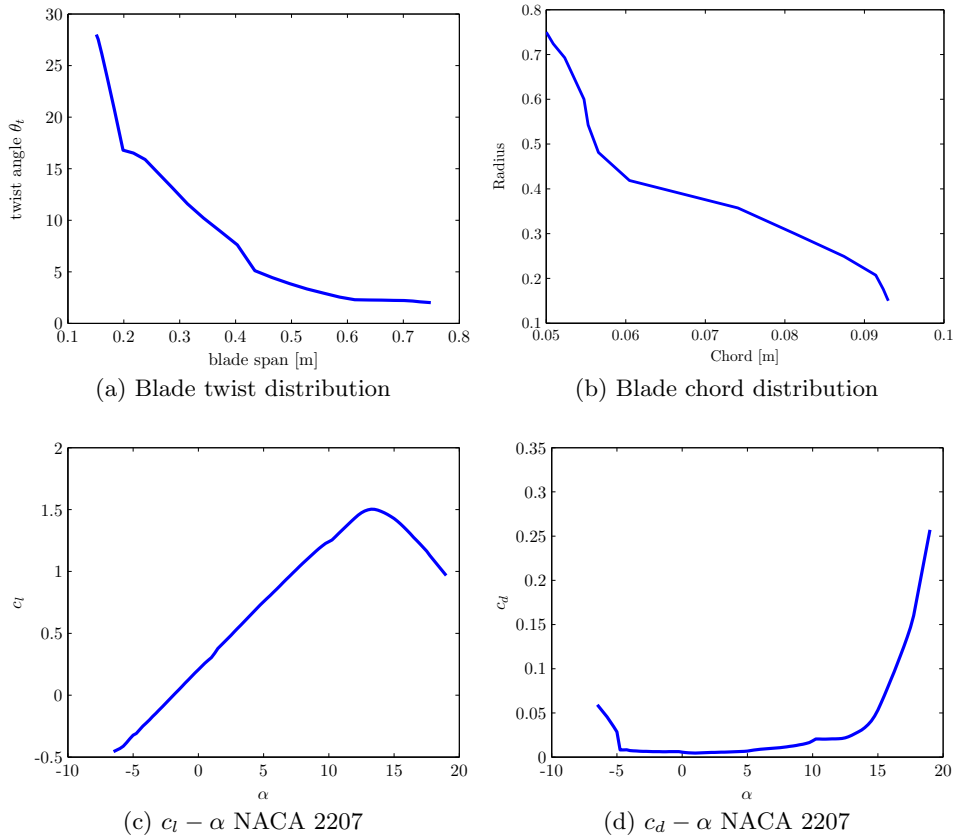 30
25
20
15
10
5
0
0.1 0.2 0.3 0.4 0.5 0.6 0.7 0.8
twist angle θ_t
blade span [m]
(a) Blade twist distribution
0.8
0.7
0.6
0.5
0.4
0.3
0.2
0.1
0.05 0.06 0.07 0.08 0.09 0.1
Radius
Chord [m]
(b) Blade chord distribution
2
1.5
1
0.5
0
-0.5
-10 -5 0 5 10 15 20
c_l
α
(c) c_l − α NACA 2207
0.35
0.3
0.25
0.2
0.15
0.1
0.05
0
-10 -5 0 5 10 15 20
c_d
α
(d) c_d − α NACA 2207